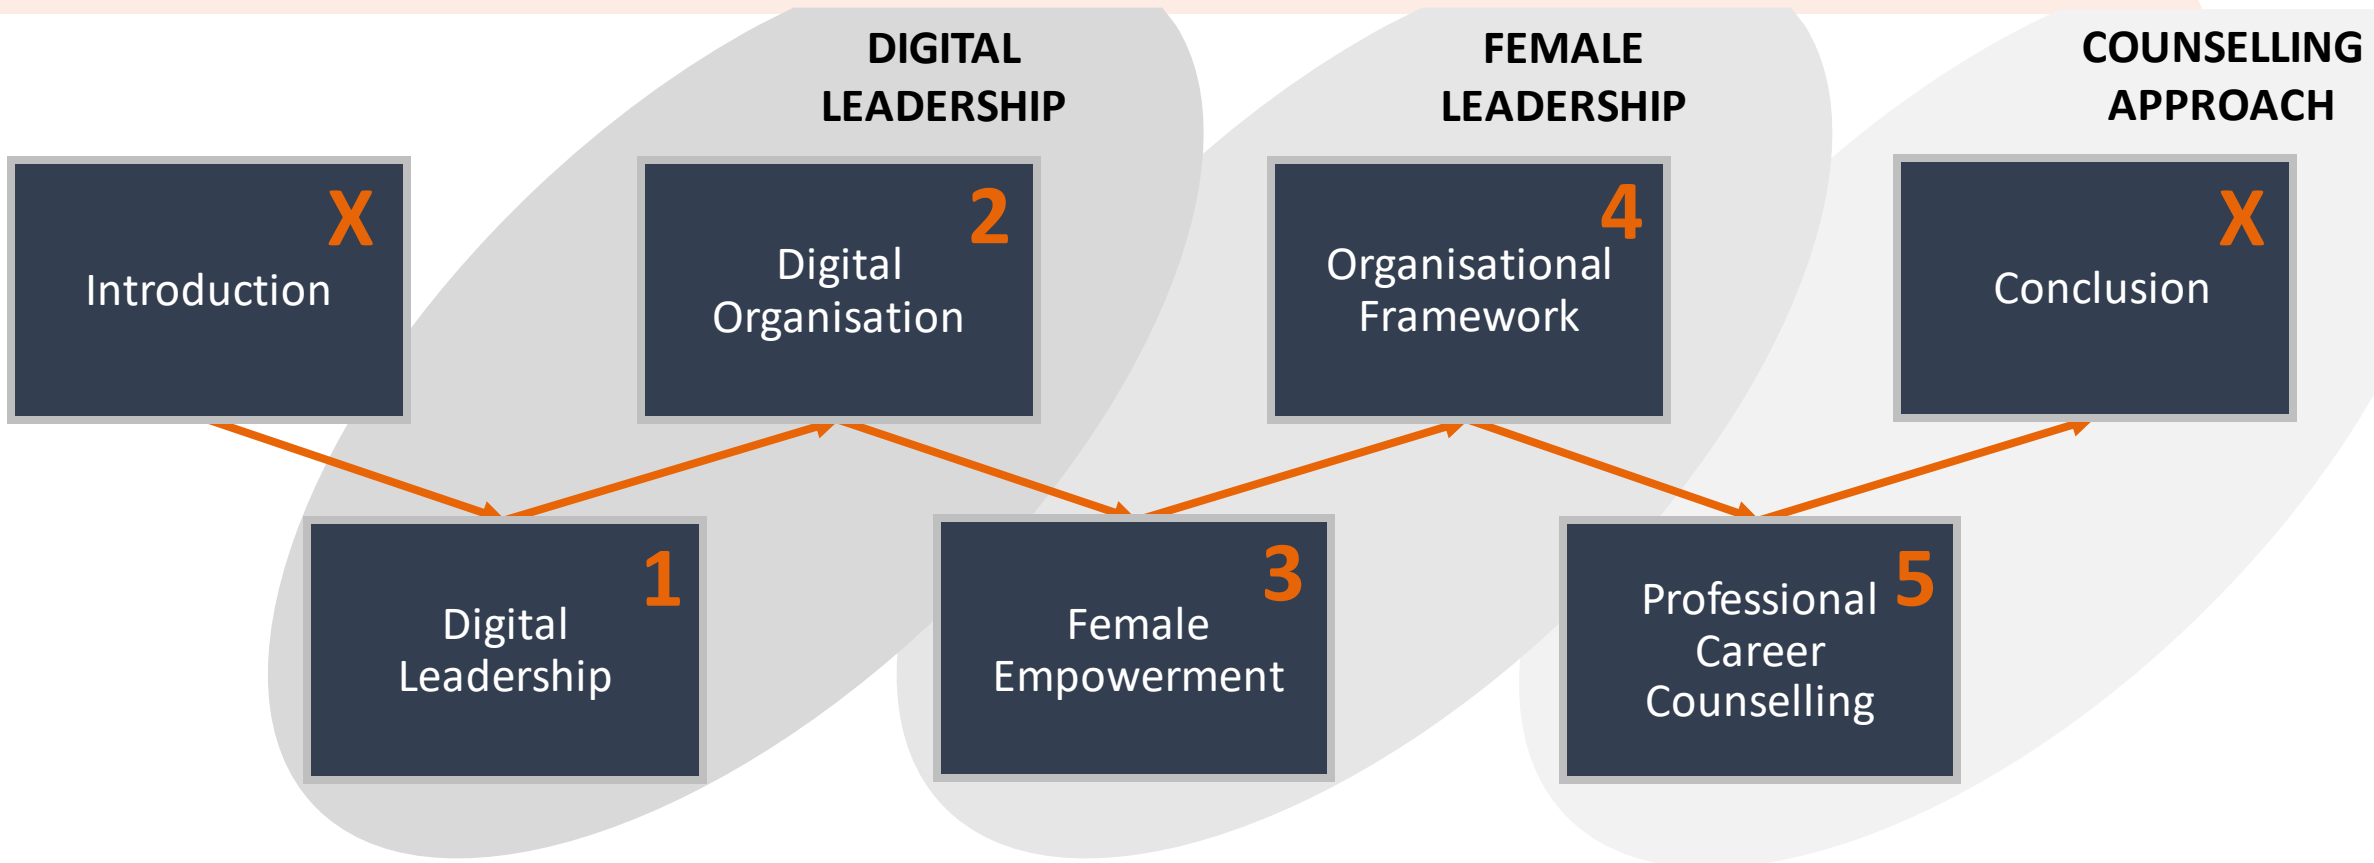 DIGITAL
LEADERSHIP
FEMALE
LEADERSHIP
COUNSELLING
APPROACH
X
Introduction
2
Digital
Organisation
4
Organisational
Framework
X
Conclusion
1
Digital
Leadership
3
Female
Empowerment
5
Professional
Career
Counselling